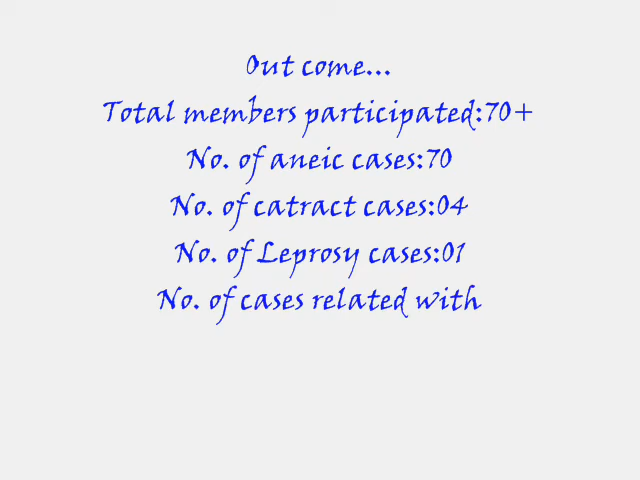 Out come...
Total members participated:70+
No. of aneic cases:70
No. of catract cases:04
No. of Leprosy cases:01
No. of cases related with